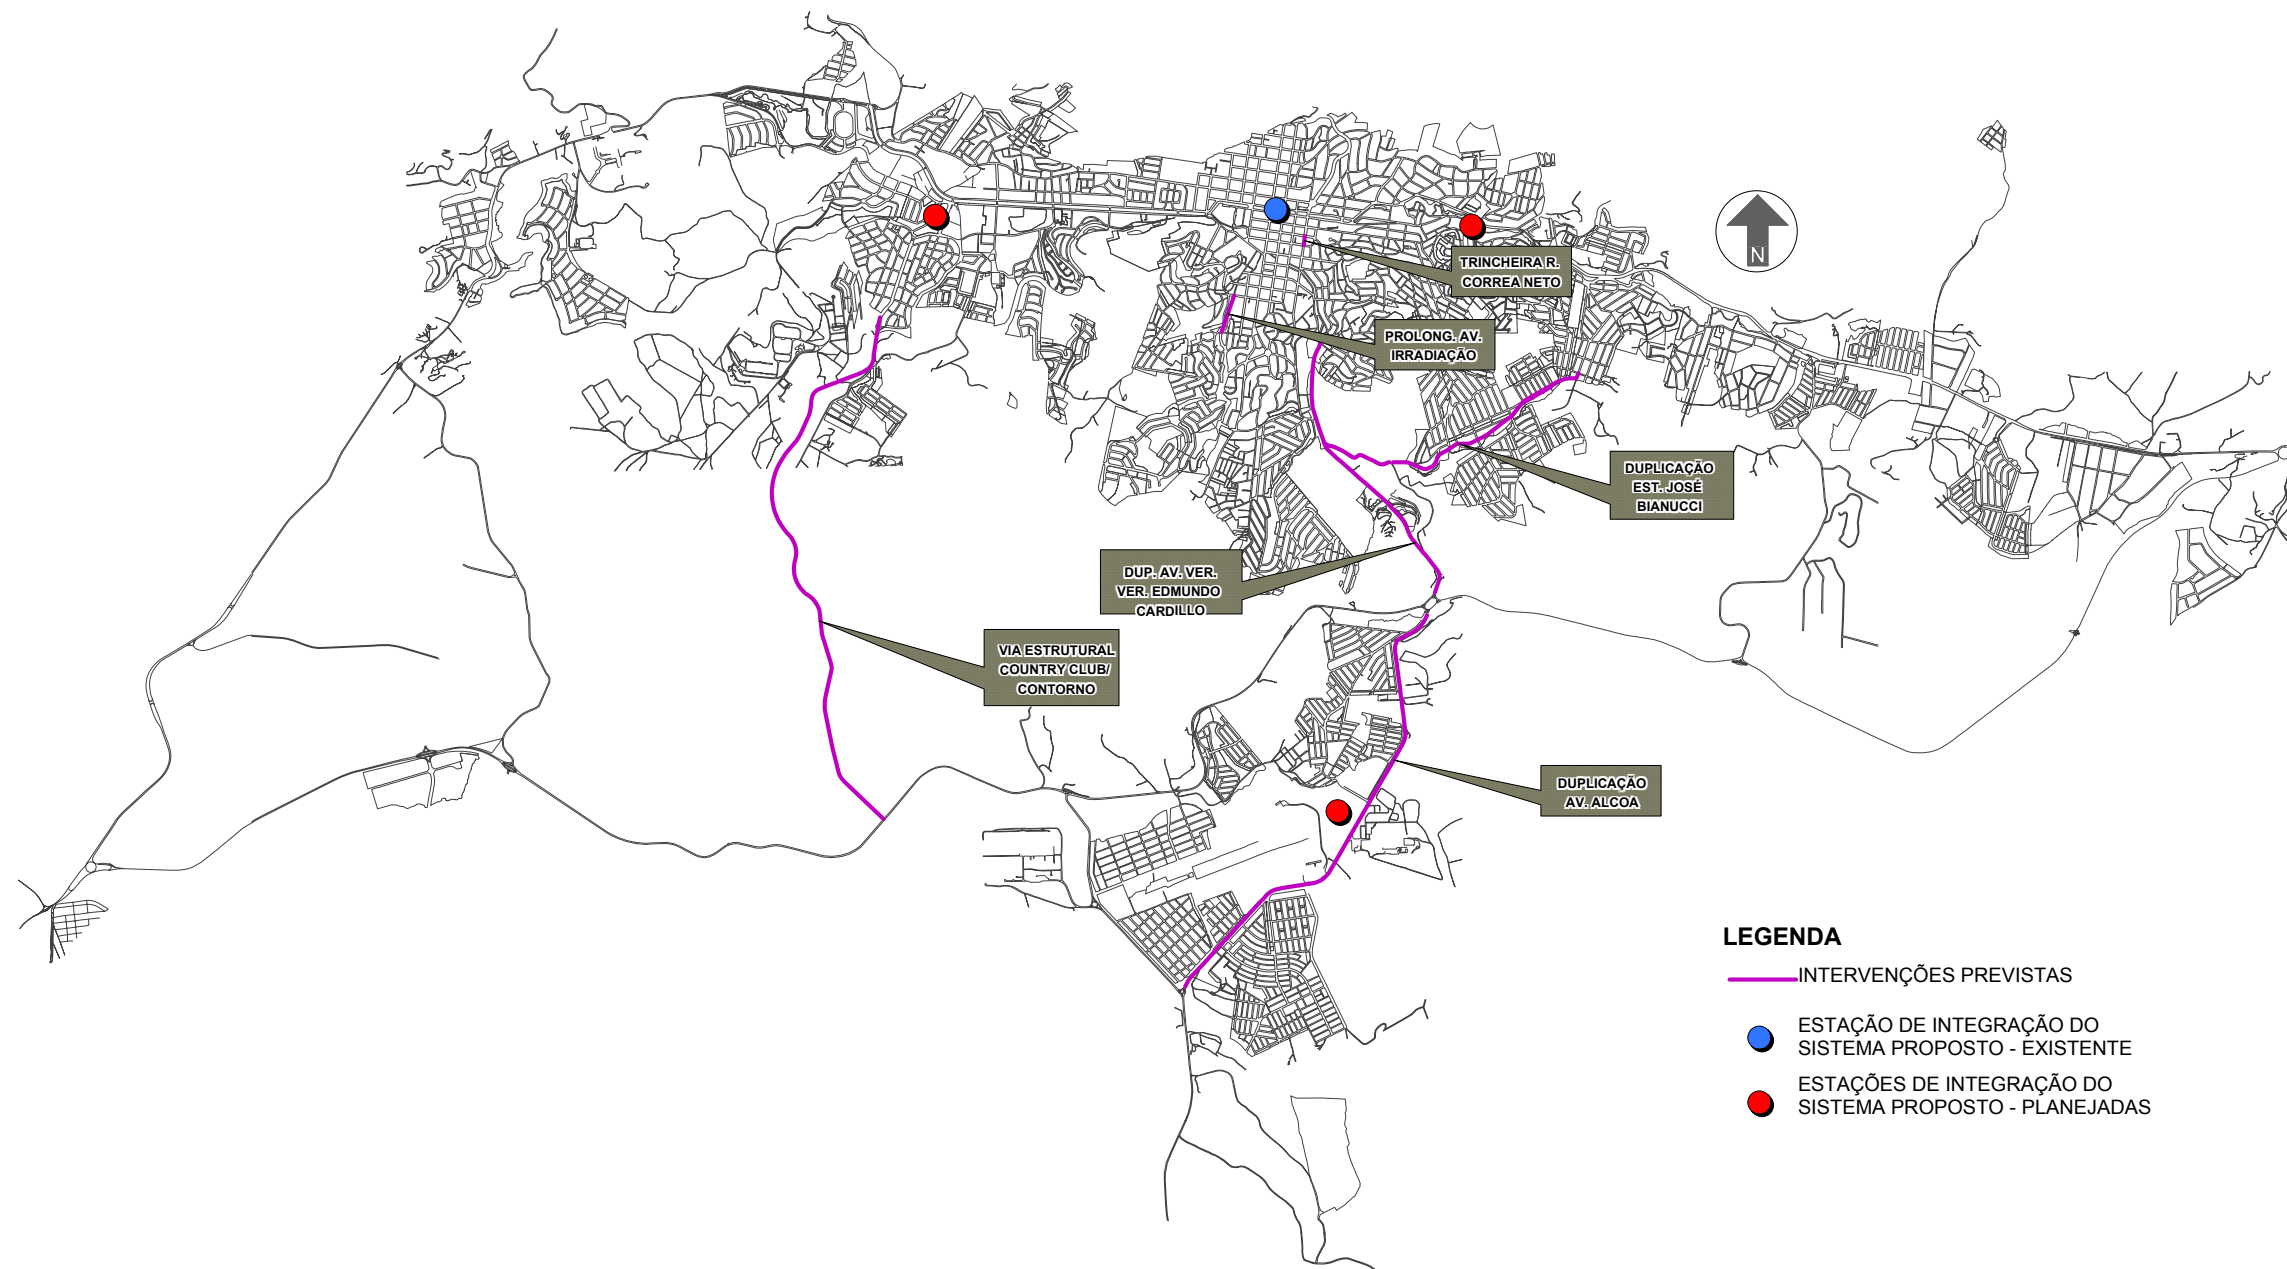 N
TRINCHEIRA R.
CORREA NETO
PROLONG. AV.
IRRADIAÇÃO
DUPLICAÇÃO
EST. JOSÉ
BIANUCCI
DUP. AV. VER.
VER. EDMUNDO
CARDILLO
VIA ESTRUTURAL
COUNTRY CLUB/
CONTORNO
DUPLICAÇÃO
AV. ALCOA
LEGENDA
INTERVENÇÕES PREVISTAS
ESTAÇÃO DE INTEGRAÇÃO DO
SISTEMA PROPOSTO - EXISTENTE
ESTAÇÕES DE INTEGRAÇÃO DO
SISTEMA PROPOSTO - PLANEJADAS